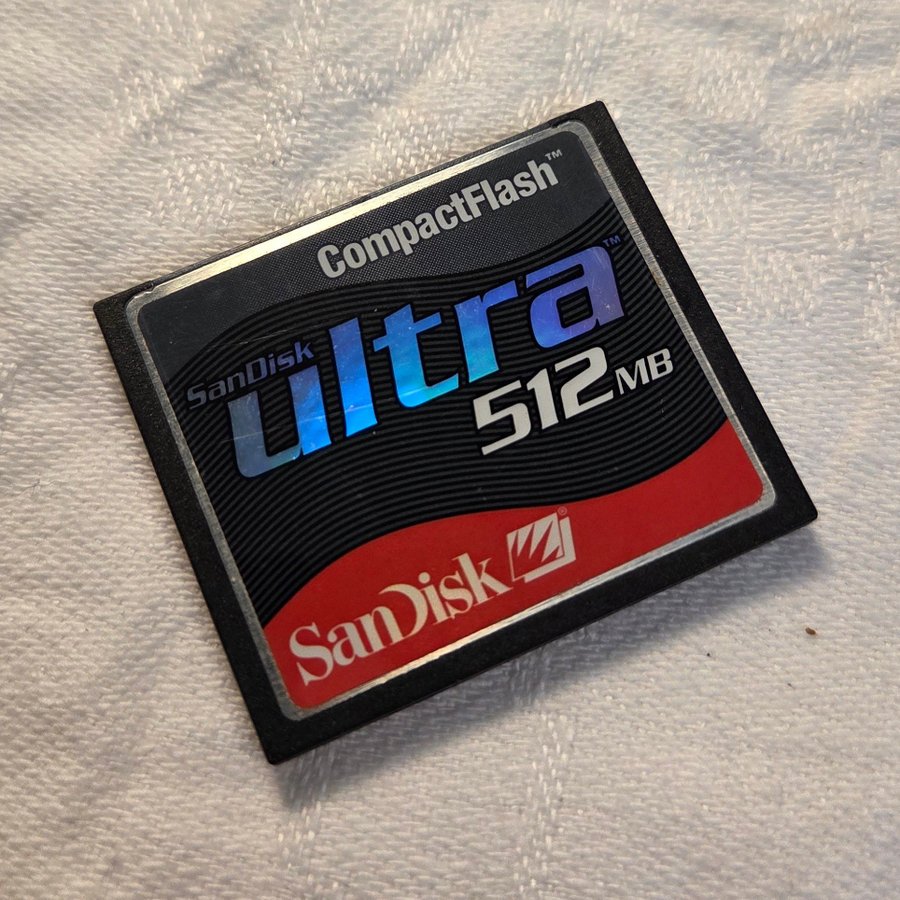 CompactFlash™
SanDisk
ultra™
512MB
SanDisk®